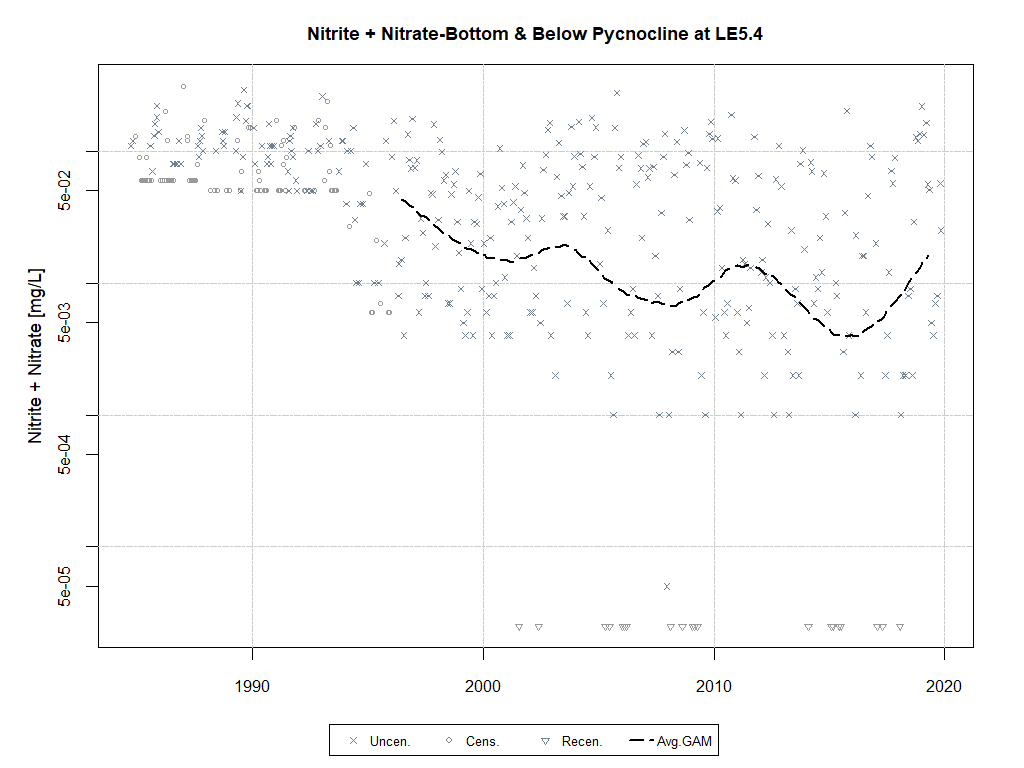 Nitrite + Nitrate-Bottom & Below Pycnocline at LE5.4
Nitrite + Nitrate [mg/L]
5e-02
5e-03
5e-04
5e-05
1990 2000 2010 2020
Uncen. Cens. Recen. Avg.GAM